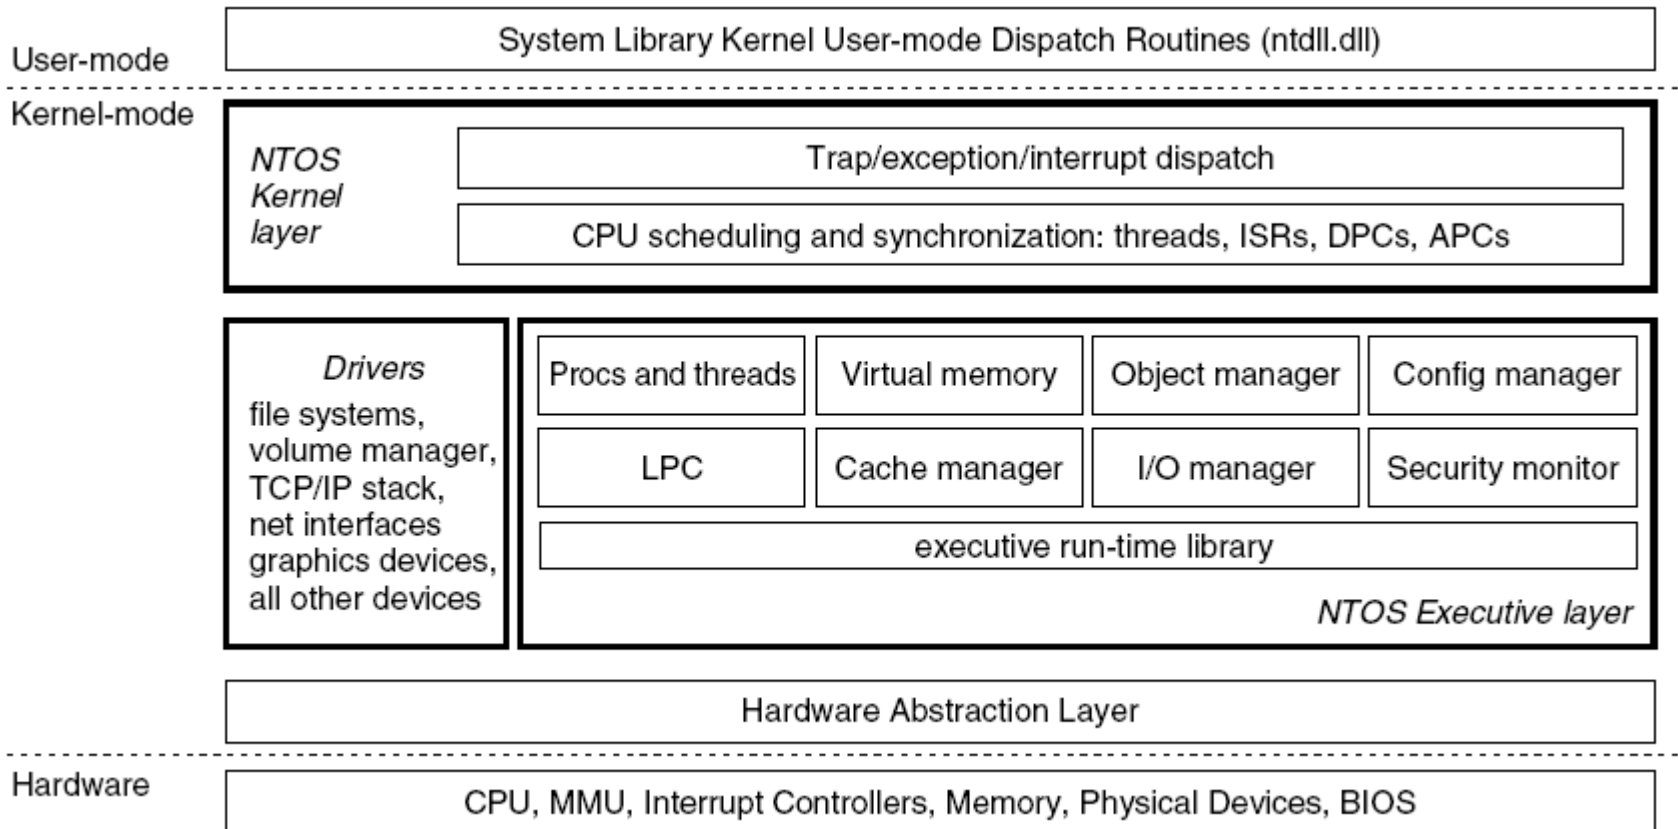 System Library Kernel User-mode Dispatch Routines (ntdll.dll)
User-mode
Kernel-mode
NTOS
Kernel
layer
Trap/exception/interrupt dispatch
CPU scheduling and synchronization: threads, ISRs, DPCs, APCs
Drivers
file systems,
volume manager,
TCP/IP stack,
net interfaces
graphics devices,
all other devices
Procs and threads
Virtual memory
Object manager
Config manager
LPC
Cache manager
I/O manager
Security monitor
executive run-time library
NTOS Executive layer
Hardware Abstraction Layer
Hardware
CPU, MMU, Interrupt Controllers, Memory, Physical Devices, BIOS